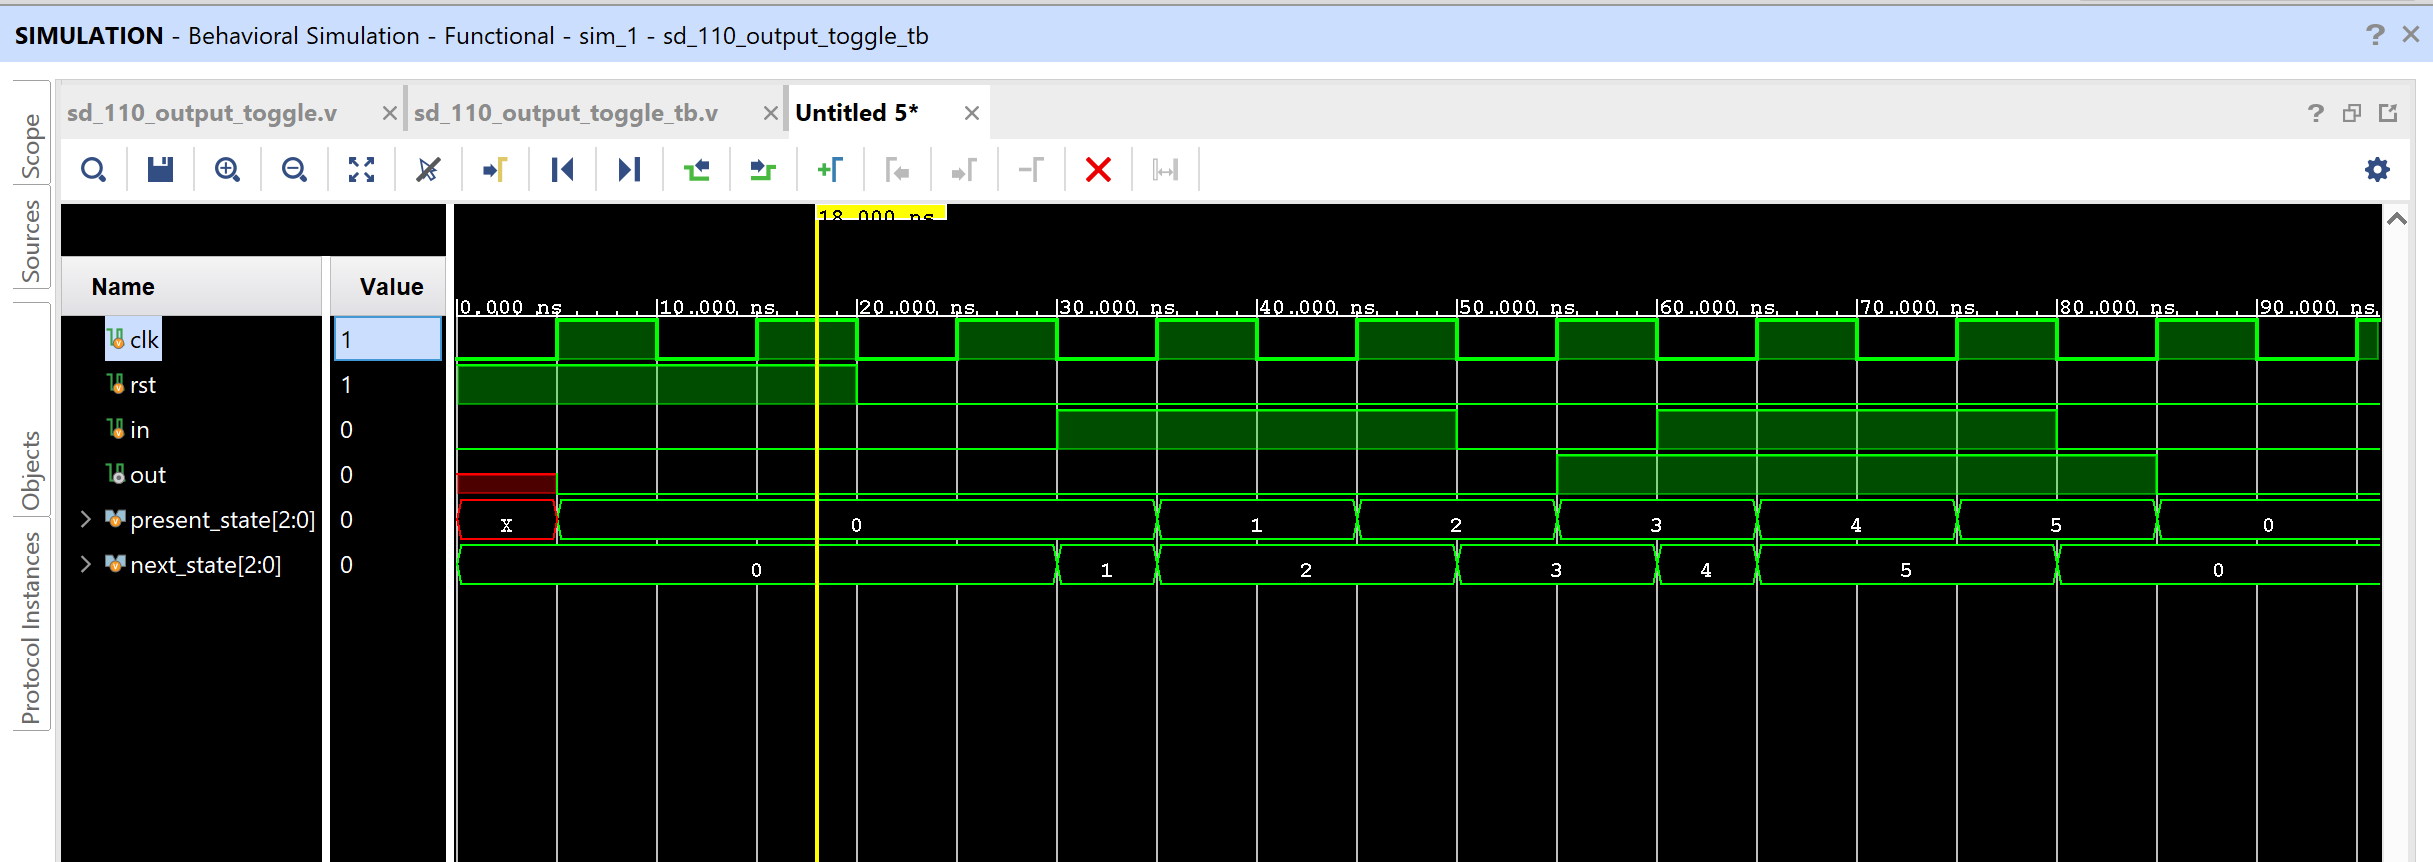 SIMULATION - Behavioral Simulation - Functional - sim_1 - sd_110_output_toggle_tb
? ×
Scope
Sources
Objects
Protocol Instances
sd_110_output_toggle.v × sd_110_output_toggle_tb.v × Untitled 5* ×
?
18.000 ns
Name Value
0.000 ns 10.000 ns 20.000 ns 30.000 ns 40.000 ns 50.000 ns 60.000 ns 70.000 ns 80.000 ns 90.000 ns
clk 1
rst 1
in 0
out 0
present_state[2:0] 0 X 0 1 2 3 4 5 0
next_state[2:0] 0 0 1 2 3 4 5 0